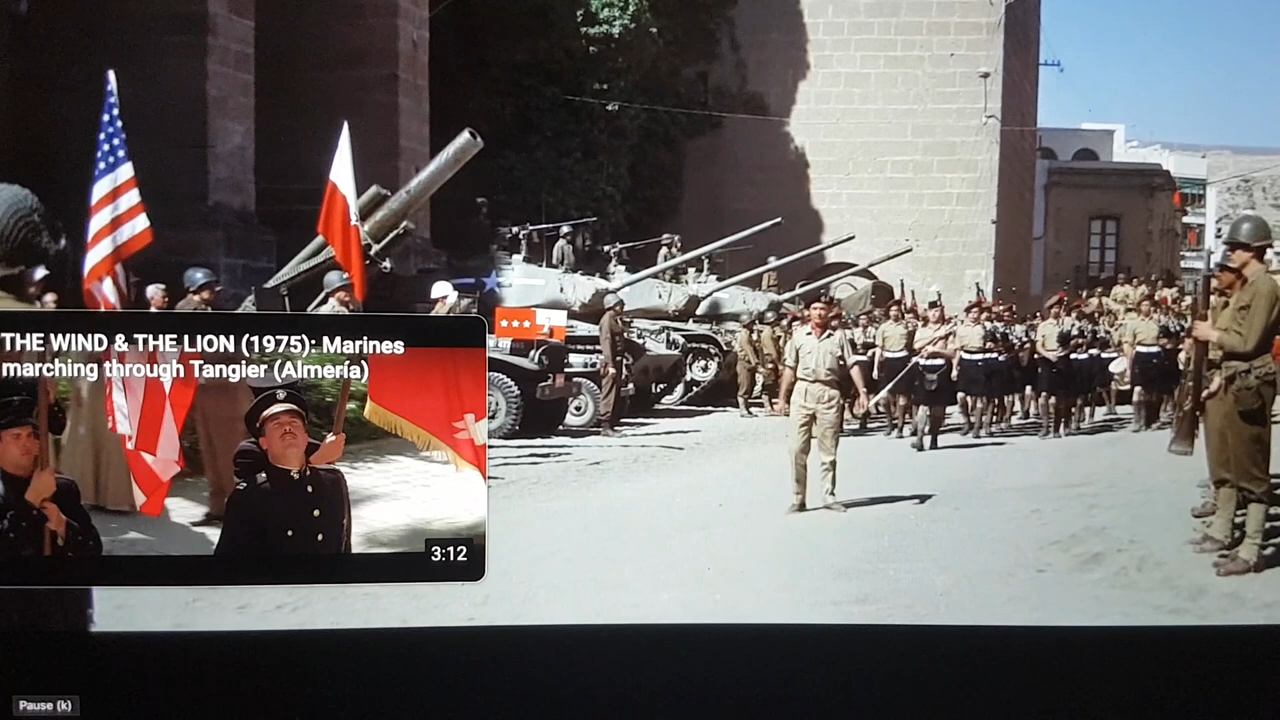 THE WIND & THE LION (1975): Marines
marching through Tangier (Almería)
3:12
Pause (k)